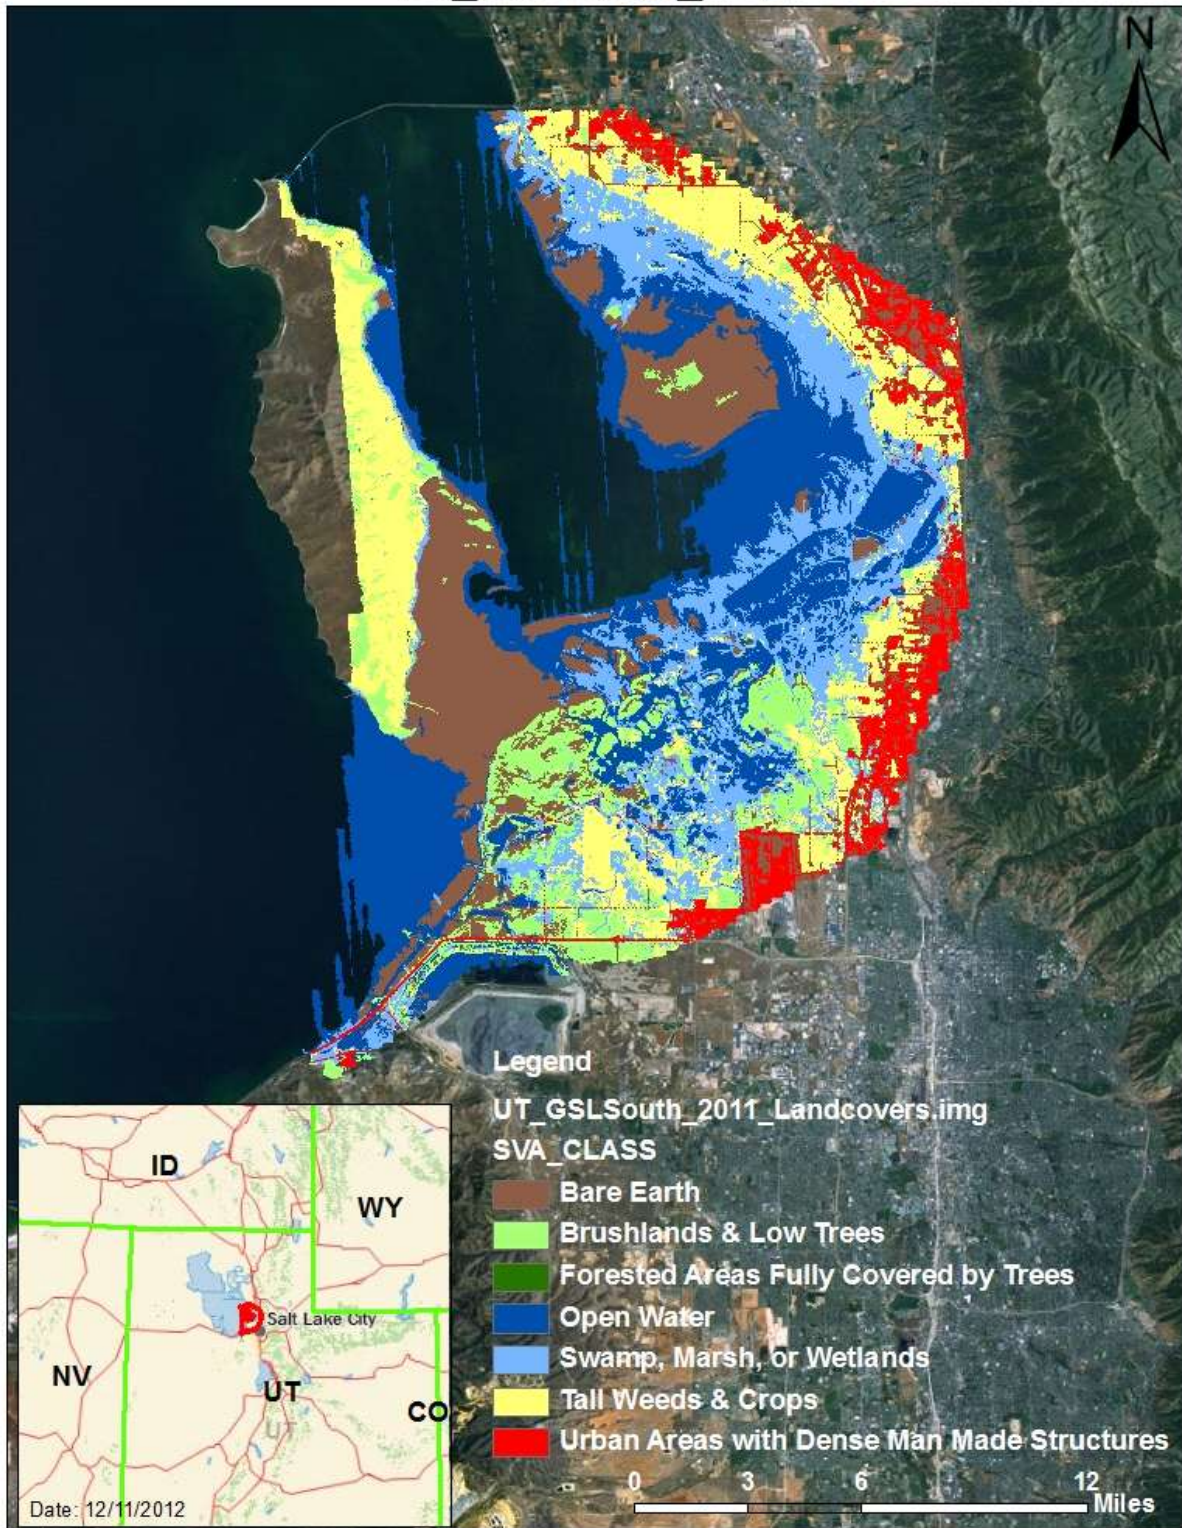 N
Legend
UT_GSLSouth_2011_Landcovers.img
SVA_CLASS
Bare Earth
Brushlands & Low Trees
Forested Areas Fully Covered by Trees
Open Water
Swamp, Marsh, or Wetlands
Tall Weeds & Crops
Urban Areas with Dense Man Made Structures
0 3 6 12
Miles
ID
WY
Salt Lake City
NV
UT
UT
CO
Date: 12/11/2012